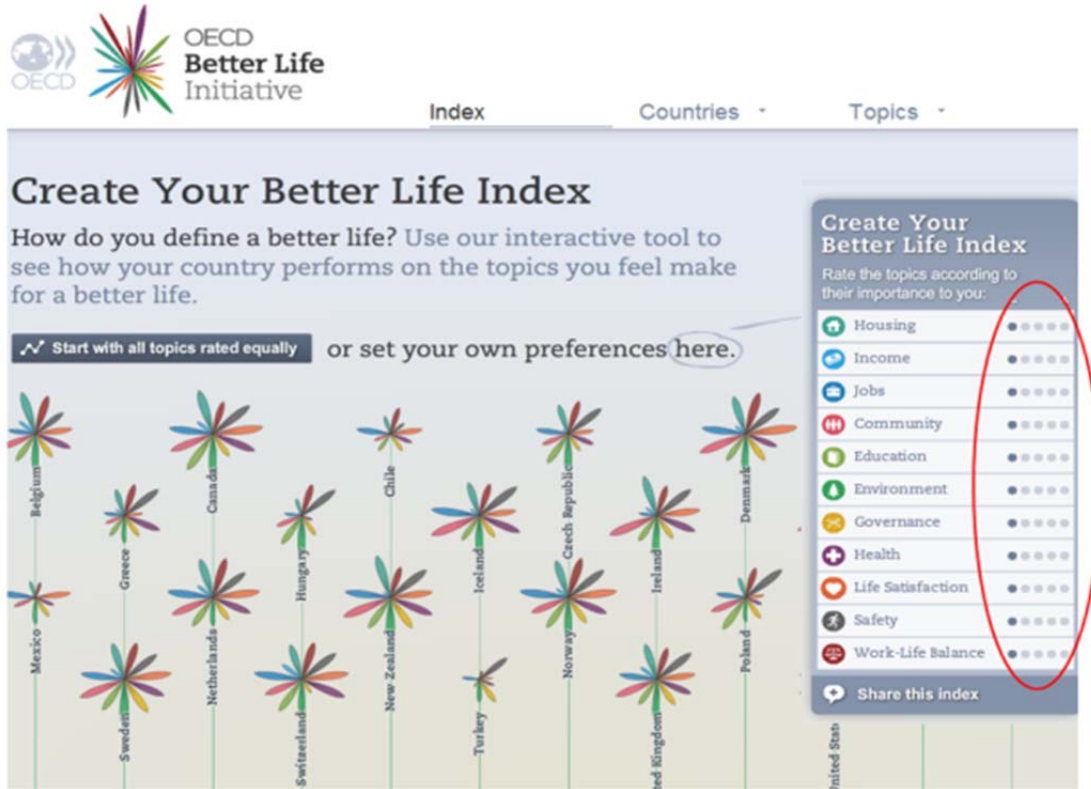 OECD
OECD
Better Life
Initiative
Index Countries Topics
Create Your Better Life Index
How do you define a better life? Use our interactive tool to
see how your country performs on the topics you feel make
for a better life.
Start with all topics rated equally or set your own preferences here.
Create Your
Better Life Index
Rate the topics according to
their importance to you:
Housing
Income
Jobs
Community
Education
Environment
Governance
Health
Life Satisfaction
Safety
Work-Life Balance
Share this index
Belgium
Canada
Chile
Czech Republic
Denmark
Greece
Hungary
Iceland
Ireland
Mexico
Netherlands
New Zealand
Norway
Poland
Sweden
Switzerland
Turkey
ted Kingdom
United Stat